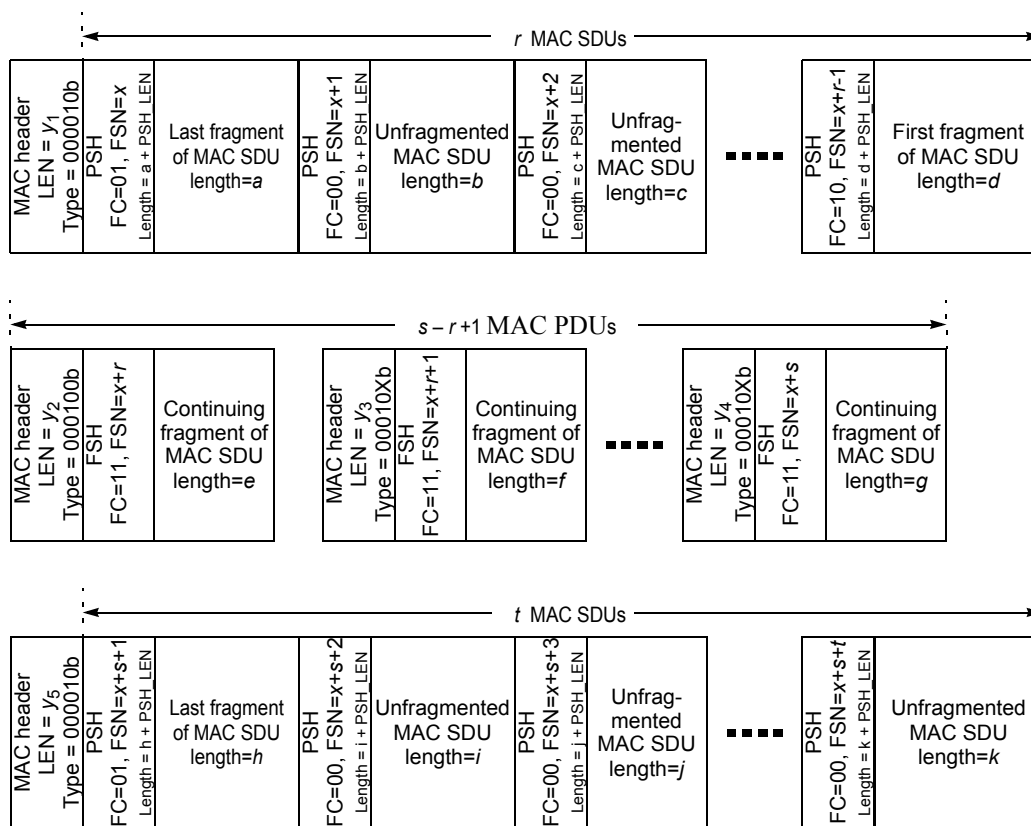 r MAC SDUs
MAC header
LEN = y1
Type = 000010b
PSH
FC=01, FSN=x
Length = a + PSH_LEN
Last fragment
of MAC SDU
length=a
PSH
FC=00, FSN=x+1
Length = b + PSH_LEN
Unfragmented
MAC SDU
length=b
PSH
FC=00, FSN=x+2
Length = c + PSH_LEN
Unfrag-
mented
MAC SDU
length=c
PSH
FC=10, FSN=x+r-1
Length = d + PSH_LEN
First fragment
of MAC SDU
length=d
s – r +1 MAC PDUs
MAC header
LEN = y2
Type = 000100b
FSH
FC=11, FSN=x+r
Continuing
fragment of
MAC SDU
length=e
MAC header
LEN = y3
Type = 00010Xb
FSH
FC=11, FSN=x+r+1
Continuing
fragment of
MAC SDU
length=f
MAC header
LEN = y4
Type = 00010Xb
FSH
FC=11, FSN=x+s
Continuing
fragment of
MAC SDU
length=g
t MAC SDUs
MAC header
LEN = y5
Type = 000010b
PSH
FC=01, FSN=x+s+1
Length = h + PSH_LEN
Last fragment
of MAC SDU
length=h
PSH
FC=00, FSN=x+s+2
Length = i + PSH_LEN
Unfragmented
MAC SDU
length=i
PSH
FC=00, FSN=x+s+3
Length = j + PSH_LEN
Unfrag-
mented
MAC SDU
length=j
PSH
FC=00, FSN=x+s+t
Length = k + PSH_LEN
Unfragmented
MAC SDU
length=k